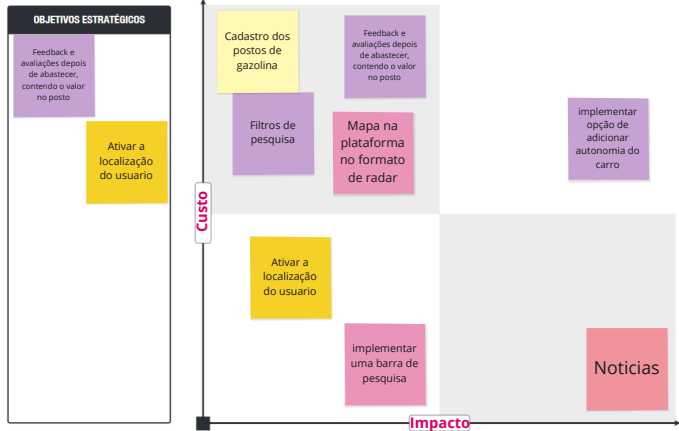 OBJETIVOS ESTRATÉGICOS
Feedback e
avaliações depois
de abastecer,
contendo o valor
no posto
Ativar a
localização
do usuario
Cadastro dos
postos de
gazolina
Feedback e
avaliações depois
de abastecer,
contendo o valor
no posto
Filtros de
pesquisa
Mapa na
plataforma
no formato
de radar
implementar
opção de
adicionar
autonomia do
carro
Custo
Ativar a
localização
do usuario
implementar
uma barra de
pesquisa
Noticias
Impacto